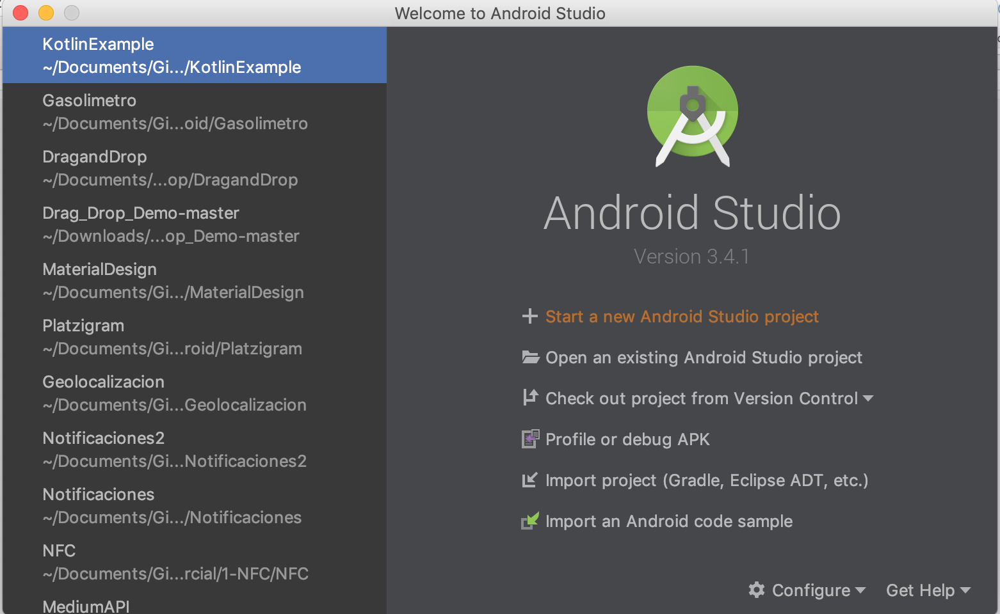 Welcome to Android Studio
KotlinExample
~/Documents/Gi.../KotlinExample
Gasolimetro
~/Documents/Gi...oid/Gasolimetro
DragandDrop
~/Documents/...op/DragandDrop
Drag_Drop_Demo-master
~/Downloads/...op_Demo-master
MaterialDesign
~/Documents/Gi.../MaterialDesign
Platzigram
~/Documents/Gi...roid/Platzigram
Geolocalizacion
~/Documents/Gi...Geolocalizacion
Notificaciones2
~/Documents/Gi...Notificaciones2
Notificaciones
~/Documents/Gi.../Notificaciones
NFC
~/Documents/Gi...rcial/1-NFC/NFC
MediumAPI
Android Studio
Version 3.4.1
Start a new Android Studio project
Open an existing Android Studio project
Check out project from Version Control
Profile or debug APK
Import project (Gradle, Eclipse ADT, etc.)
Import an Android code sample
Configure
Get Help